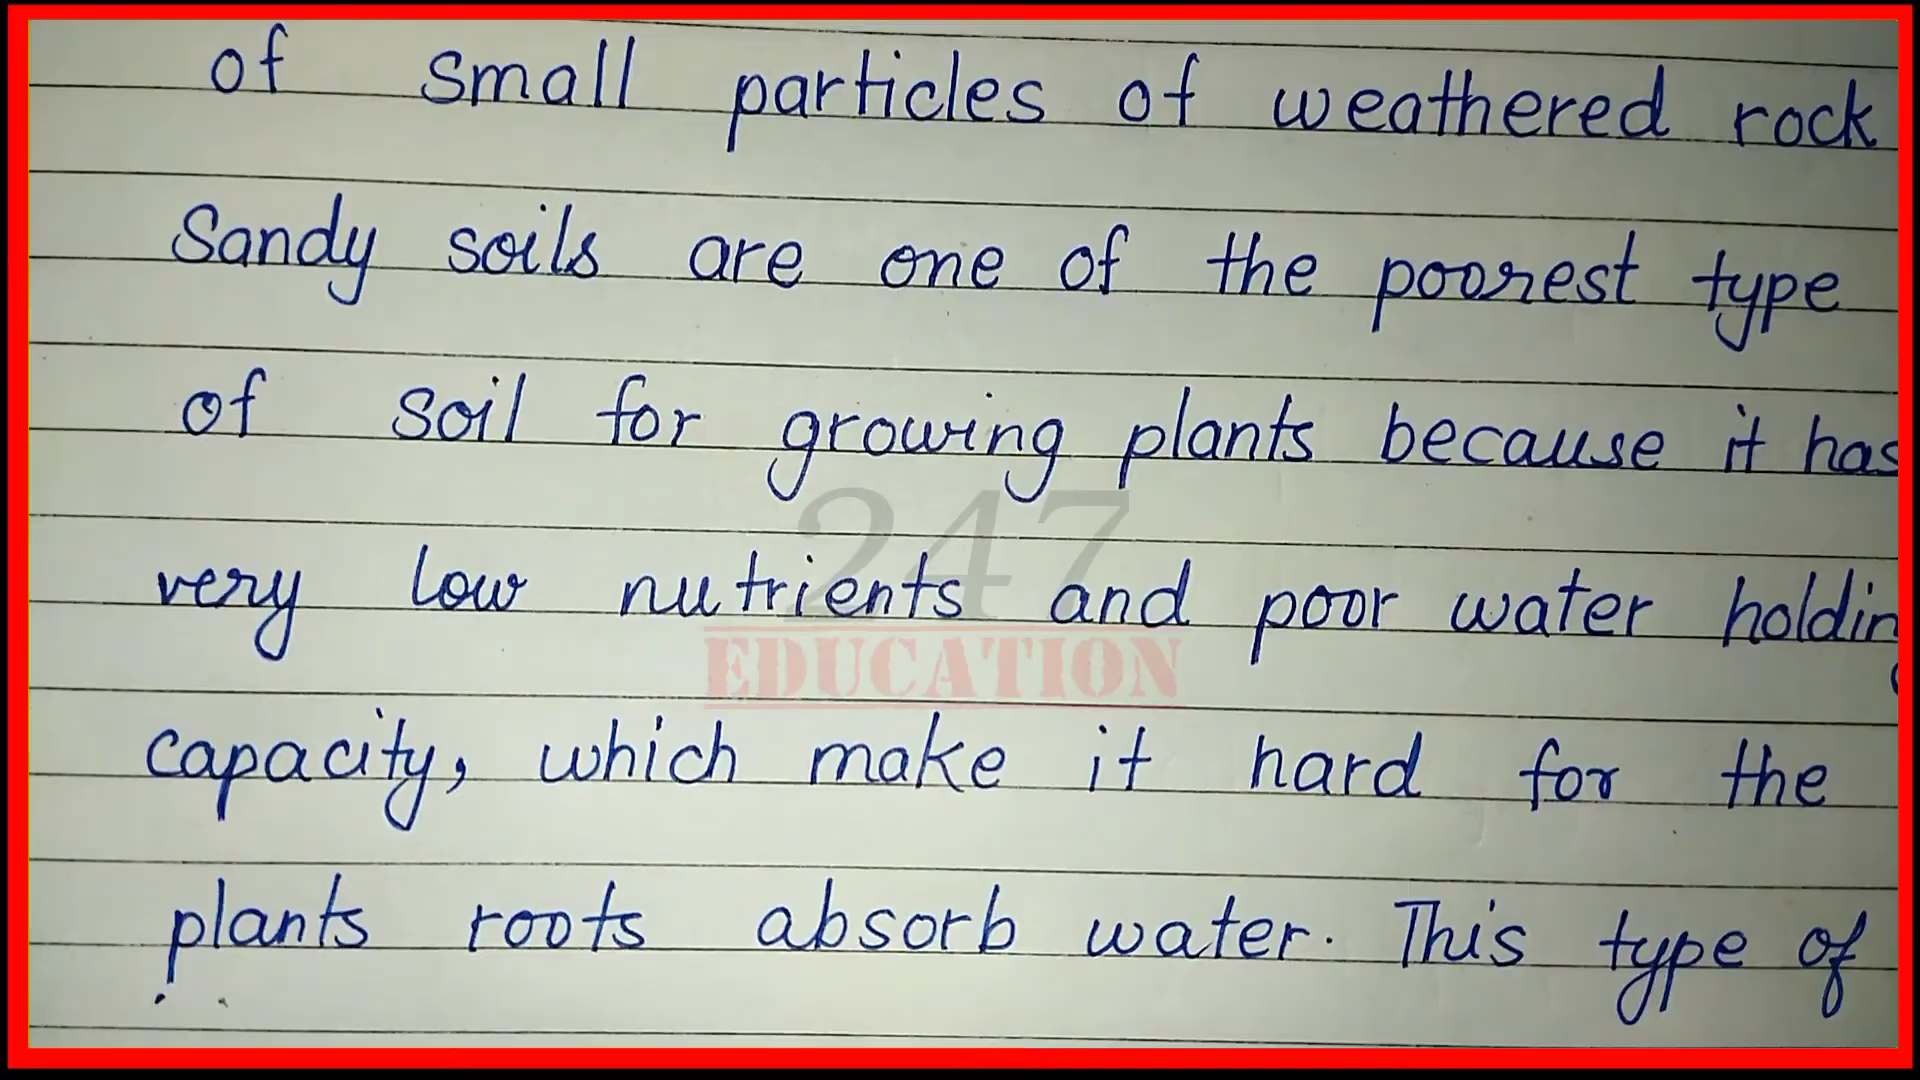 of small particles of weathered rock
Sandy soils are one of the poorest type
of soil for growing plants because it has
247
very low nutrients and poor water holding
EDUCATION
capacity, which make it hard for the
plants roots absorb water. This type of